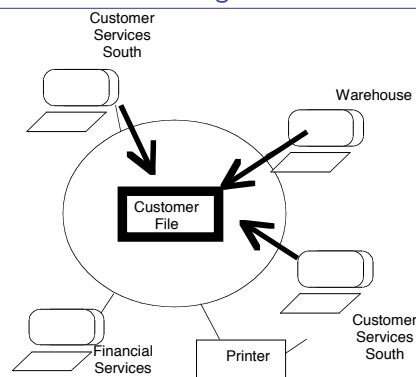 Customer
Services
South
Warehouse
Customer
File
Customer
Services
South
Financial
Services
Printer